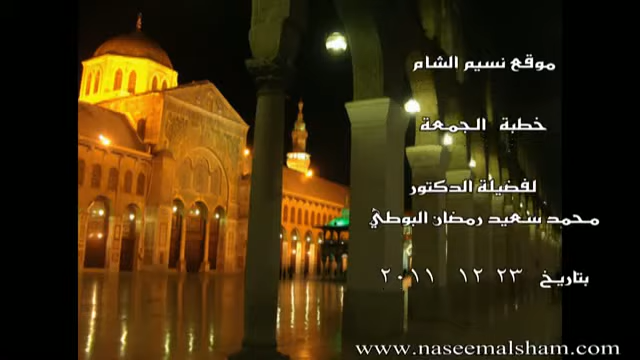 موقع نسيم الشام
خطبة الجمعة
لفضيلة الدكتور
محمد سعيد رمضان البوطي
بتاريخ ٢٣ ١٢ ٢٠١١
www.naseemalsham.com